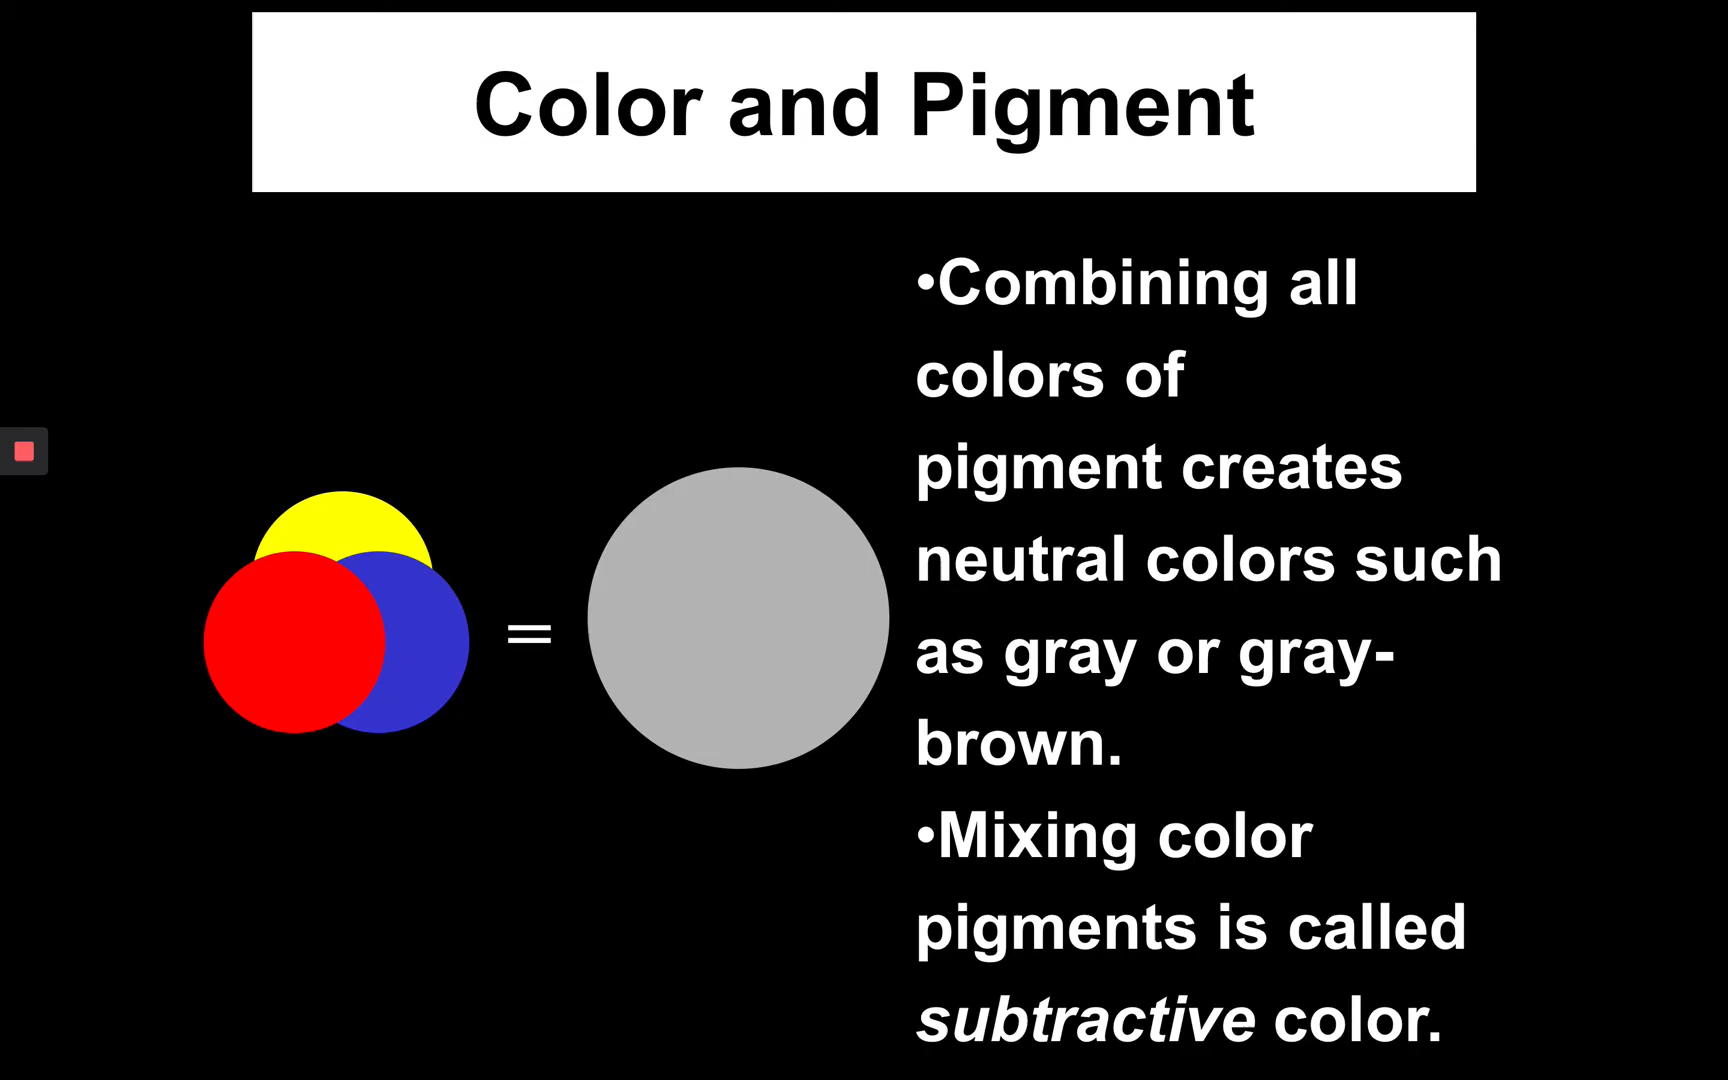 Color and Pigment
•Combining all
colors of
pigment creates
neutral colors such
as gray or gray-
brown.
=
•Mixing color
pigments is called
subtractive color.